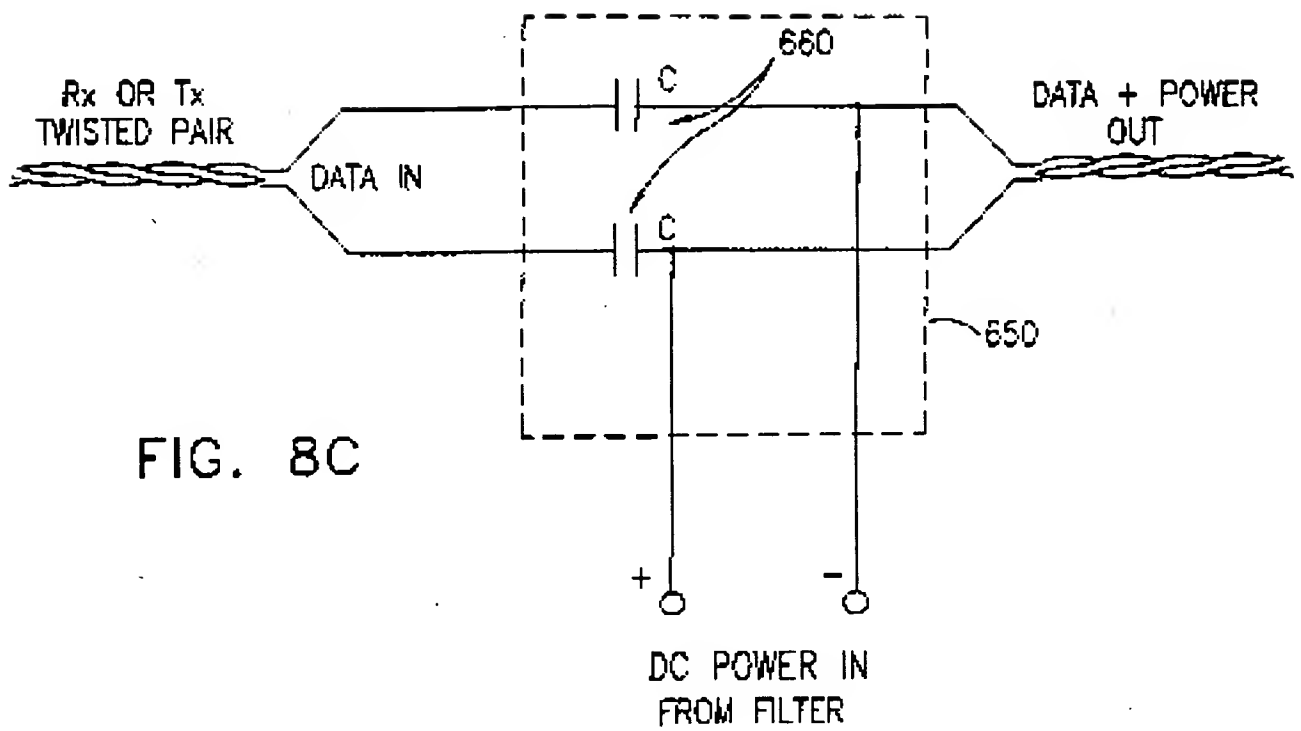 660
C
Rx OR Tx
TWISTED PAIR
DATA IN
DATA + POWER
OUT
C
650
FIG. 8C
+
-
DC POWER IN
FROM FILTER